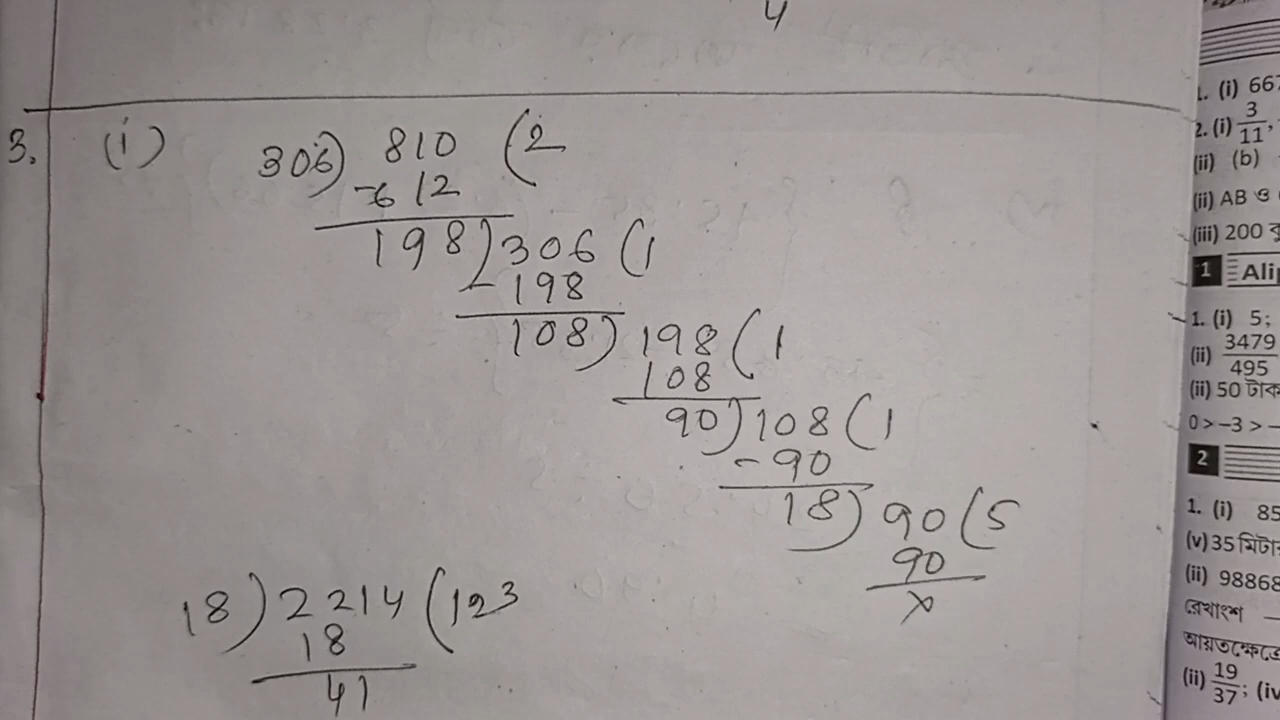 4
3. (i) 306) 810 (2
-612
198) 306 (1
- 198
108) 198 (1
108
90) 108 (1
- 90
18) 90 (5
90
×
18) 2214 (123
18
41
1. (i) 667
2. (i) 3/11;
(ii) (b)
(ii) AB ও
(iii) 200
1 Alip
1. (i) 5;
(ii) 3479/495
(ii) 50 টাক
0 > −3 > −
2
1. (i) 85
(v) 35 মিটা
(ii) 98868
রেখাংশ
আয়তক্ষেত্রে
(ii) 19/37; (iv